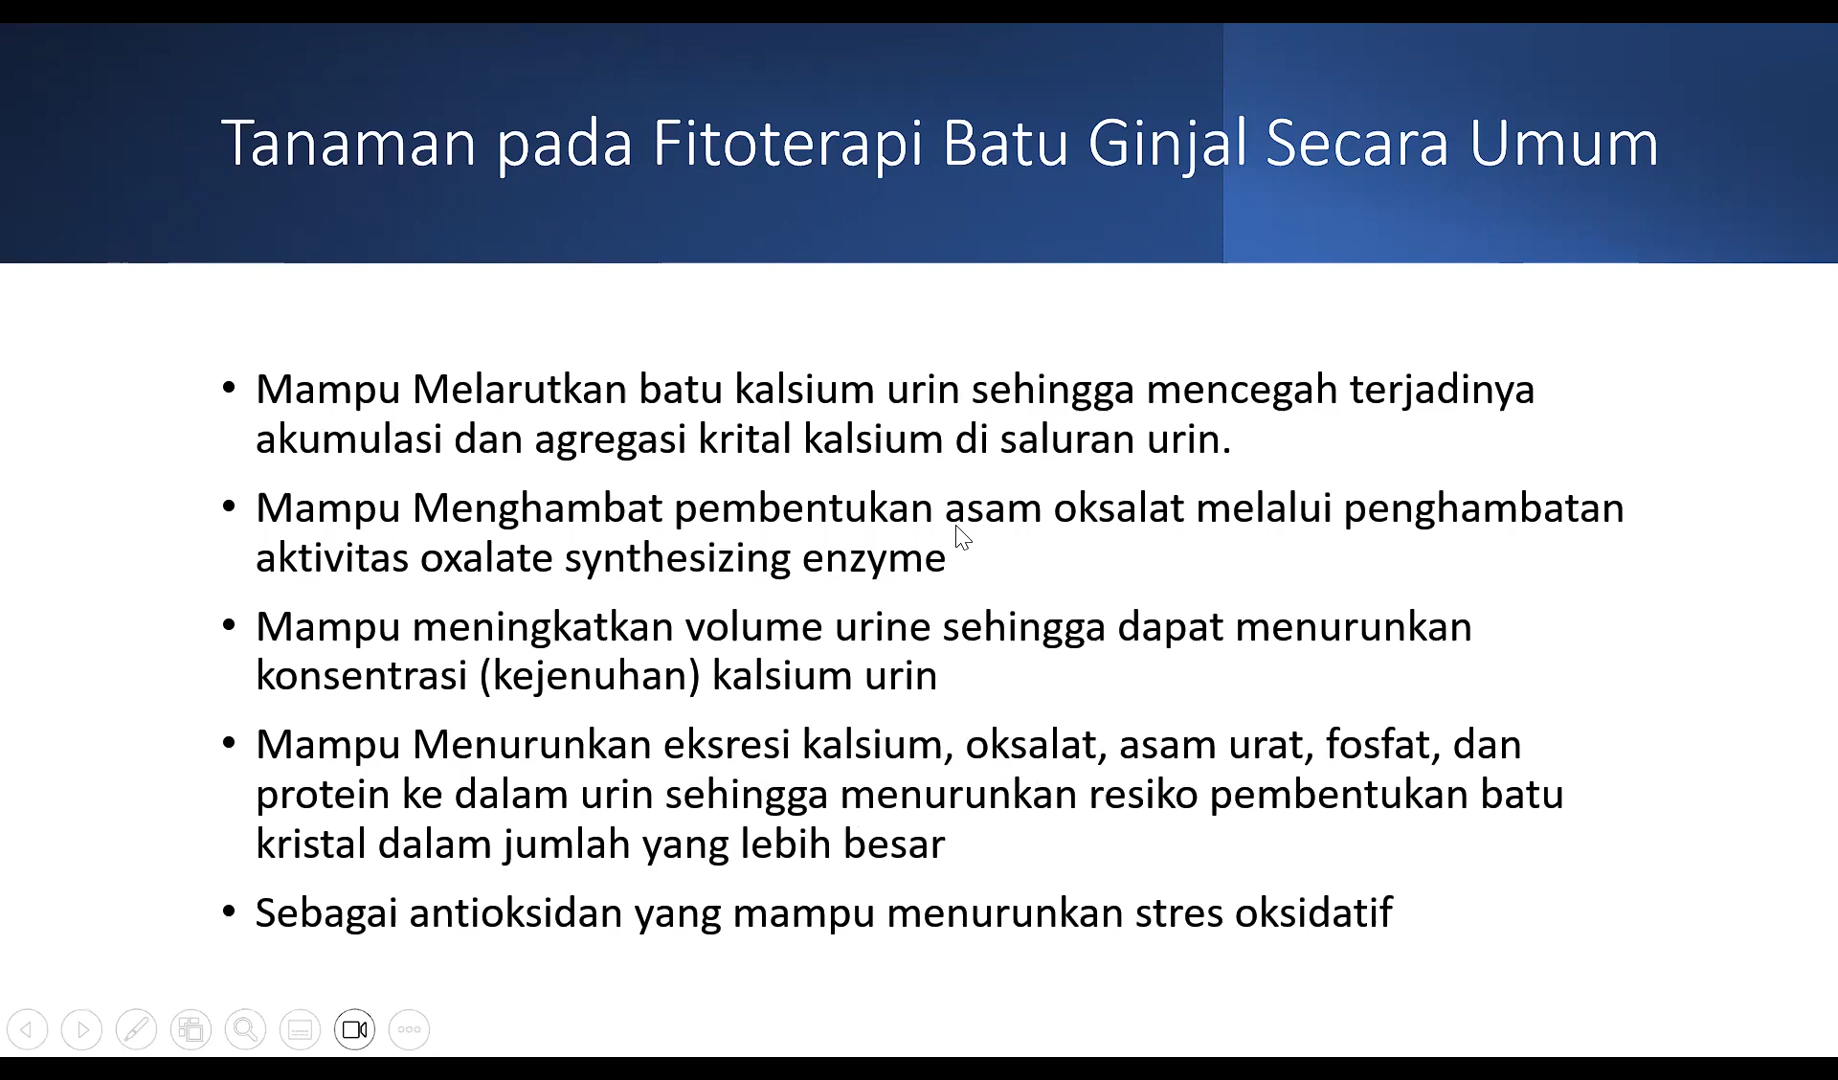 Tanaman pada Fitoterapi Batu Ginjal Secara Umum
• Mampu Melarutkan batu kalsium urin sehingga mencegah terjadinya
akumulasi dan agregasi krital kalsium di saluran urin.
• Mampu Menghambat pembentukan asam oksalat melalui penghambatan
aktivitas oxalate synthesizing enzyme
• Mampu meningkatkan volume urine sehingga dapat menurunkan
konsentrasi (kejenuhan) kalsium urin
• Mampu Menurunkan eksresi kalsium, oksalat, asam urat, fosfat, dan
protein ke dalam urin sehingga menurunkan resiko pembentukan batu
kristal dalam jumlah yang lebih besar
• Sebagai antioksidan yang mampu menurunkan stres oksidatif